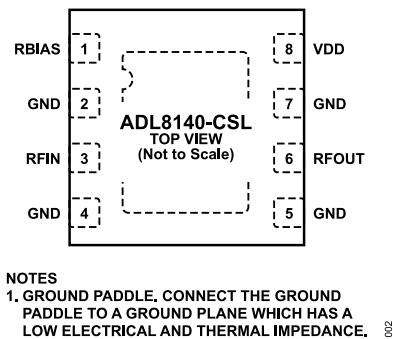 RBIAS 1 8 VDD
GND 2 7 GND
ADL8140-CSL
TOP VIEW
(Not to Scale)
RFIN 3 6 RFOUT
GND 4 5 GND
NOTES
1. GROUND PADDLE. CONNECT THE GROUND
PADDLE TO A GROUND PLANE WHICH HAS A
LOW ELECTRICAL AND THERMAL IMPEDANCE.
002